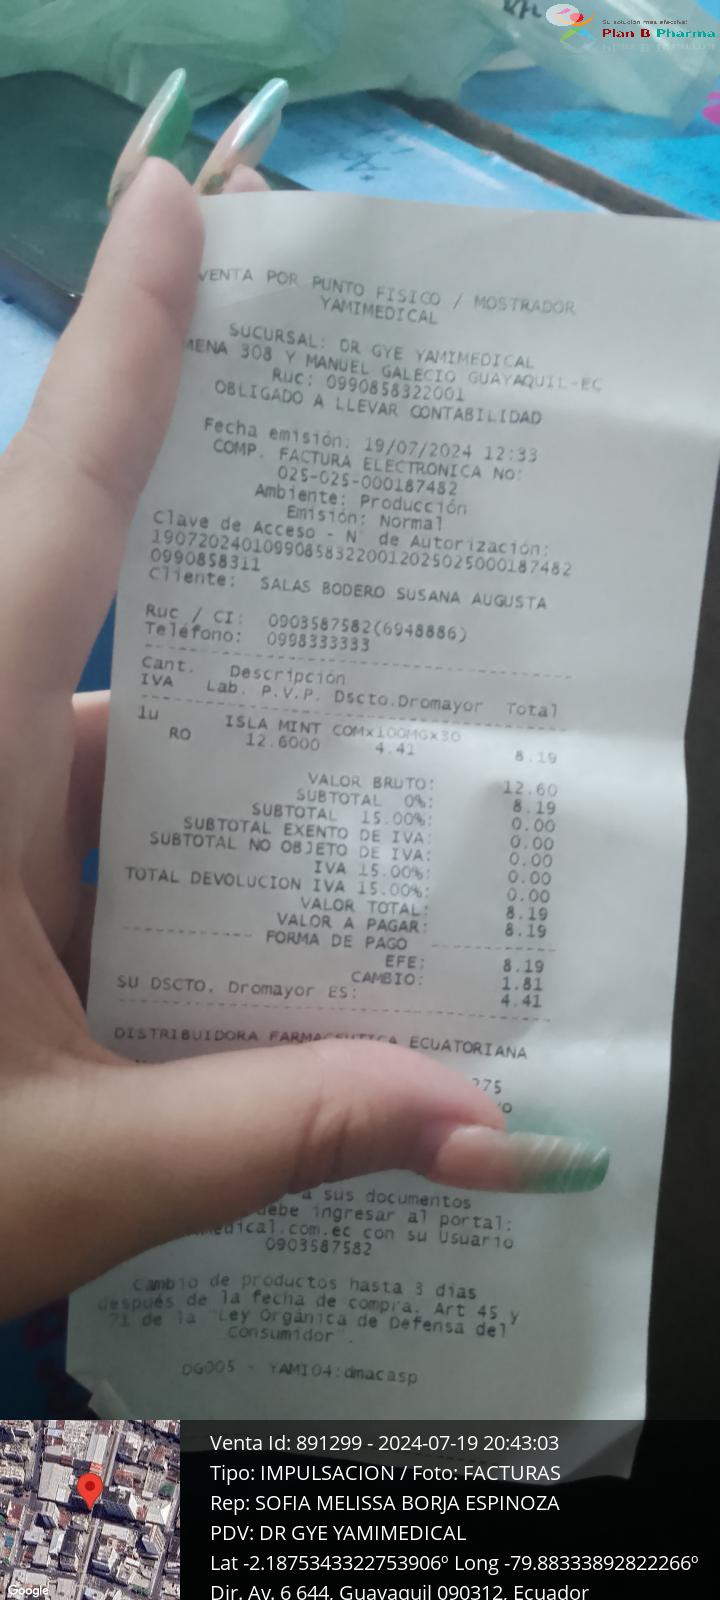 Su solución más efectiva!
Plan B Pharma
VENTA POR PUNTO FISICO / MOSTRADOR
YAMIMEDICAL
SUCURSAL: DR GYE YAMIMEDICAL
MENA 308 Y MANUEL GALECIO GUAYAQUIL-EC
Ruc: 0990858322001
OBLIGADO A LLEVAR CONTABILIDAD
Fecha emisión: 19/07/2024 12:33
COMP. FACTURA ELECTRONICA No:
025-025-000187482
Ambiente: Producción
Emisión: Normal
Clave de Acceso - N° de Autorización:
190720240109908583220012025025000187482
0990858311
Cliente: SALAS BODERO SUSANA AUGUSTA
Ruc / CI: 0903587582(6948886)
Teléfono: 0998333333
Cant. Descripción
IVA Lab. P.V.P. Dscto.Dromayor Total
1u ISLA MINT COMx100MGx30
RO 12.6000 4.41 8.19
VALOR BRUTO: 12.60
SUBTOTAL 0%: 8.19
SUBTOTAL 15.00%: 0.00
SUBTOTAL EXENTO DE IVA: 0.00
SUBTOTAL NO OBJETO DE IVA: 0.00
IVA 15.00%: 0.00
TOTAL DEVOLUCION IVA 15.00%: 0.00
VALOR TOTAL: 8.19
VALOR A PAGAR: 8.19
FORMA DE PAGO
EFE: 8.19
CAMBIO: 1.81
SU DSCTO. Dromayor ES: 4.41
DISTRIBUIDORA FARMACEUTICA ECUATORIANA
275
a sus documentos
debe ingresar al portal:
medical.com.ec con su Usuario
0903587582
Cambio de productos hasta 3 días
después de la fecha de compra. Art 45 y
71 de la "Ley Orgánica de Defensa del
Consumidor".
DG005 - YAMI04:dmacasp
Venta Id: 891299 - 2024-07-19 20:43:03
Tipo: IMPULSACION / Foto: FACTURAS
Rep: SOFIA MELISSA BORJA ESPINOZA
PDV: DR GYE YAMIMEDICAL
Lat -2.1875343322753906º Long -79.88333892822266º
Dir. Av. 6 644, Guayaquil 090312, Ecuador
Google